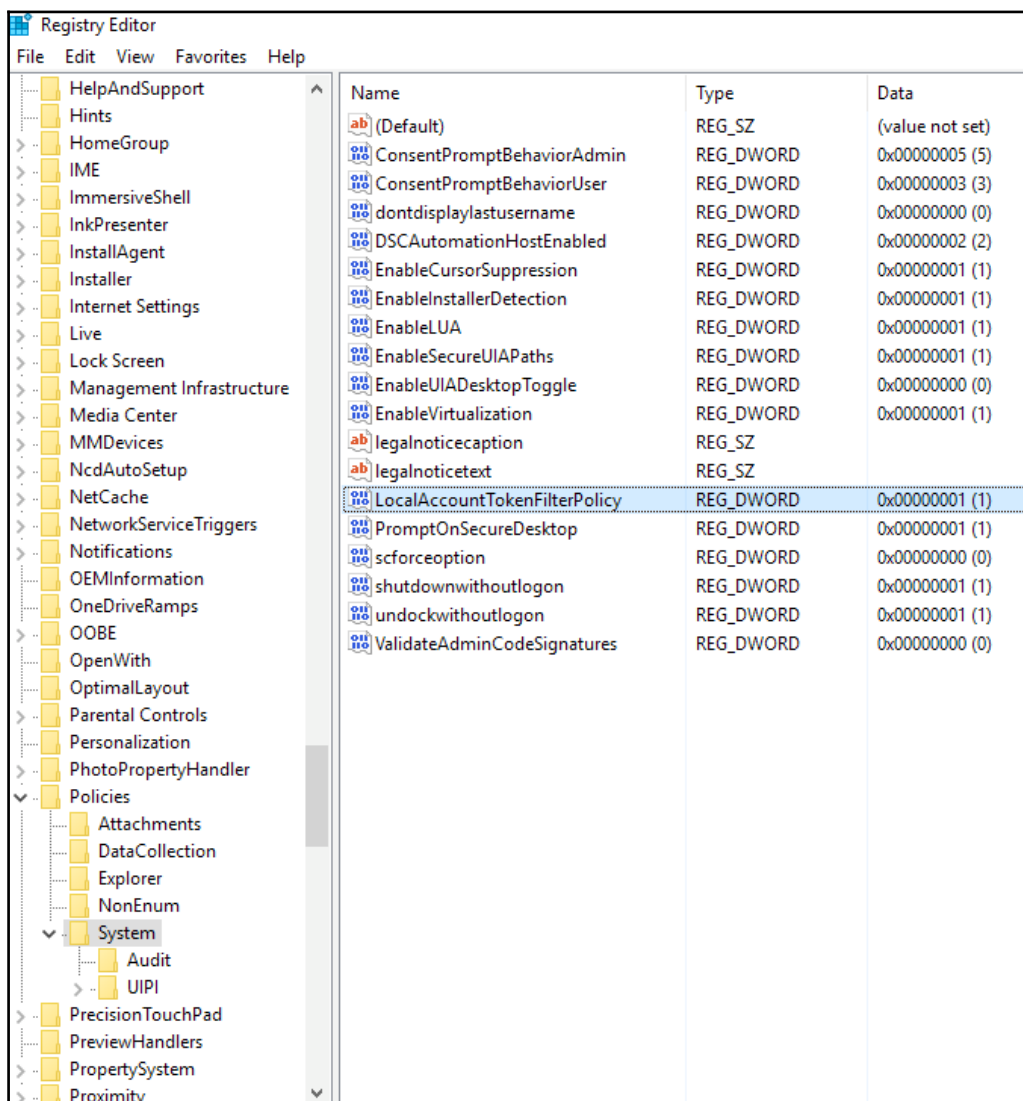 Registry Editor
File Edit View Favorites Help
HelpAndSupport
Hints
HomeGroup
IME
ImmersiveShell
InkPresenter
InstallAgent
Installer
Internet Settings
Live
Lock Screen
Management Infrastructure
Media Center
MMDevices
NcdAutoSetup
NetCache
NetworkServiceTriggers
Notifications
OEMInformation
OneDriveRamps
OOBE
OpenWith
OptimalLayout
Parental Controls
Personalization
PhotoPropertyHandler
Policies
Attachments
DataCollection
Explorer
NonEnum
System
Audit
UIPI
PrecisionTouchPad
PreviewHandlers
PropertySystem
Proximity
Name Type Data
(Default) REG_SZ (value not set)
ConsentPromptBehaviorAdmin REG_DWORD 0x00000005 (5)
ConsentPromptBehaviorUser REG_DWORD 0x00000003 (3)
dontdisplaylastusername REG_DWORD 0x00000000 (0)
DSCAutomationHostEnabled REG_DWORD 0x00000002 (2)
EnableCursorSuppression REG_DWORD 0x00000001 (1)
EnableInstallerDetection REG_DWORD 0x00000001 (1)
EnableLUA REG_DWORD 0x00000001 (1)
EnableSecureUIAPaths REG_DWORD 0x00000001 (1)
EnableUIADesktopToggle REG_DWORD 0x00000000 (0)
EnableVirtualization REG_DWORD 0x00000001 (1)
legalnoticecaption REG_SZ
legalnoticetext REG_SZ
LocalAccountTokenFilterPolicy REG_DWORD 0x00000001 (1)
PromptOnSecureDesktop REG_DWORD 0x00000001 (1)
scforceoption REG_DWORD 0x00000000 (0)
shutdownwithoutlogon REG_DWORD 0x00000001 (1)
undockwithoutlogon REG_DWORD 0x00000001 (1)
ValidateAdminCodeSignatures REG_DWORD 0x00000000 (0)